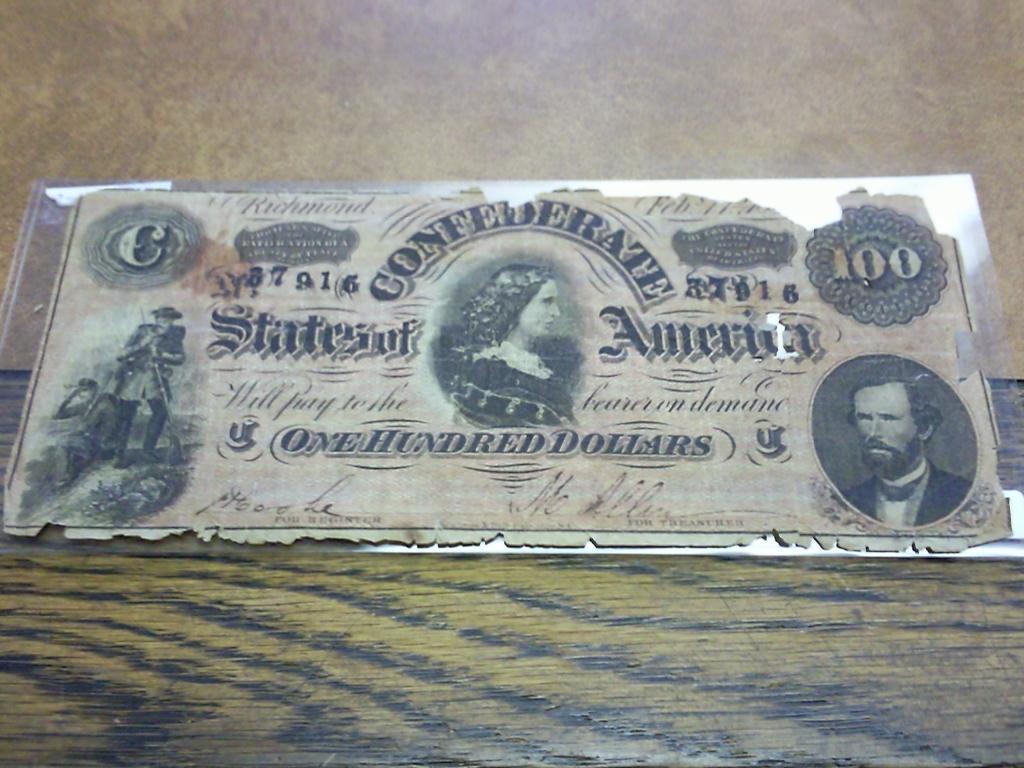 Richmond Feb
C
CONFEDERATE
100
37916 37916
States of America
Will pay to the bearer on demand
C ONE HUNDRED DOLLARS C
FOR REGISTER FOR TREASURER